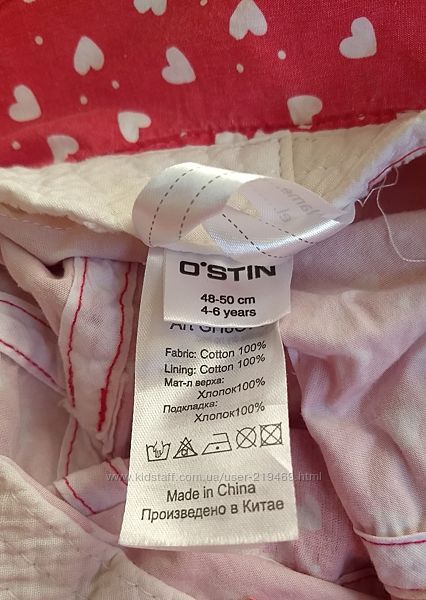 O'STIN
48-50 cm
4-6 years
Fabric: Cotton 100%
Lining: Cotton 100%
Мат-л верха:
Хлопок100%
Подкладка:
Хлопок100%
www.kidstaff.com.ua/user-219469.html
Made in China
Произведено в Китае